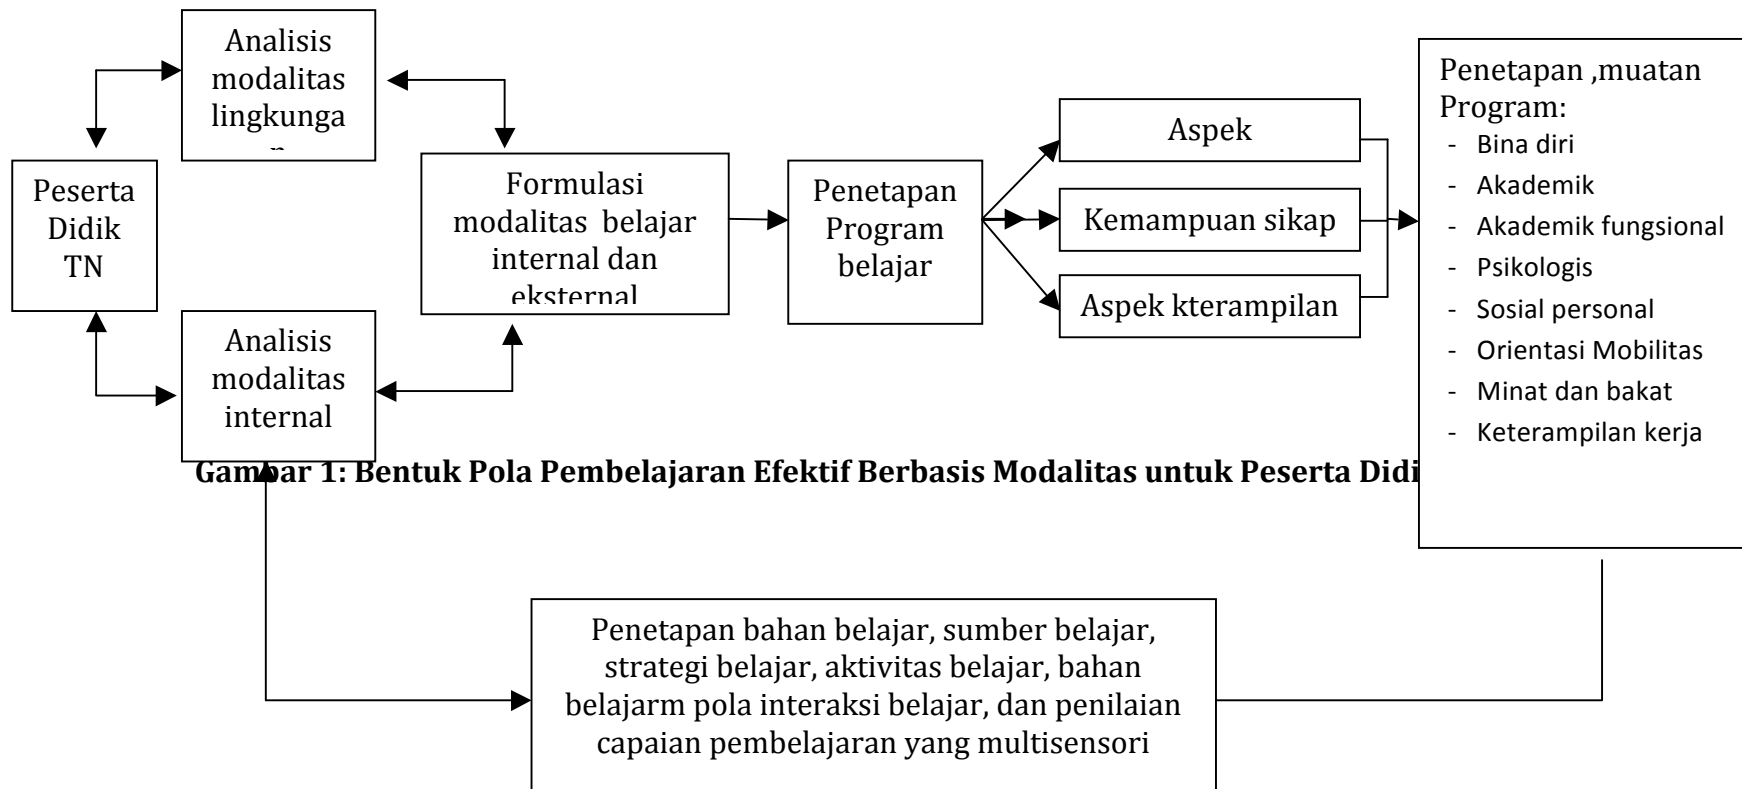 Analisis
modalitas
lingkunga
Peserta
Didik
TN
Analisis
modalitas
internal
Formulasi
modalitas belajar
internal dan
eksternal
Penetapan
Program
belajar
Aspek
Kemampuan sikap
Aspek kterampilan
Penetapan ,muatan
Program:
- Bina diri
- Akademik
- Akademik fungsional
- Psikologis
- Sosial personal
- Orientasi Mobilitas
- Minat dan bakat
- Keterampilan kerja
Gambar 1: Bentuk Pola Pembelajaran Efektif Berbasis Modalitas untuk Peserta Didi
Penetapan bahan belajar, sumber belajar,
strategi belajar, aktivitas belajar, bahan
belajarm pola interaksi belajar, dan penilaian
capaian pembelajaran yang multisensori